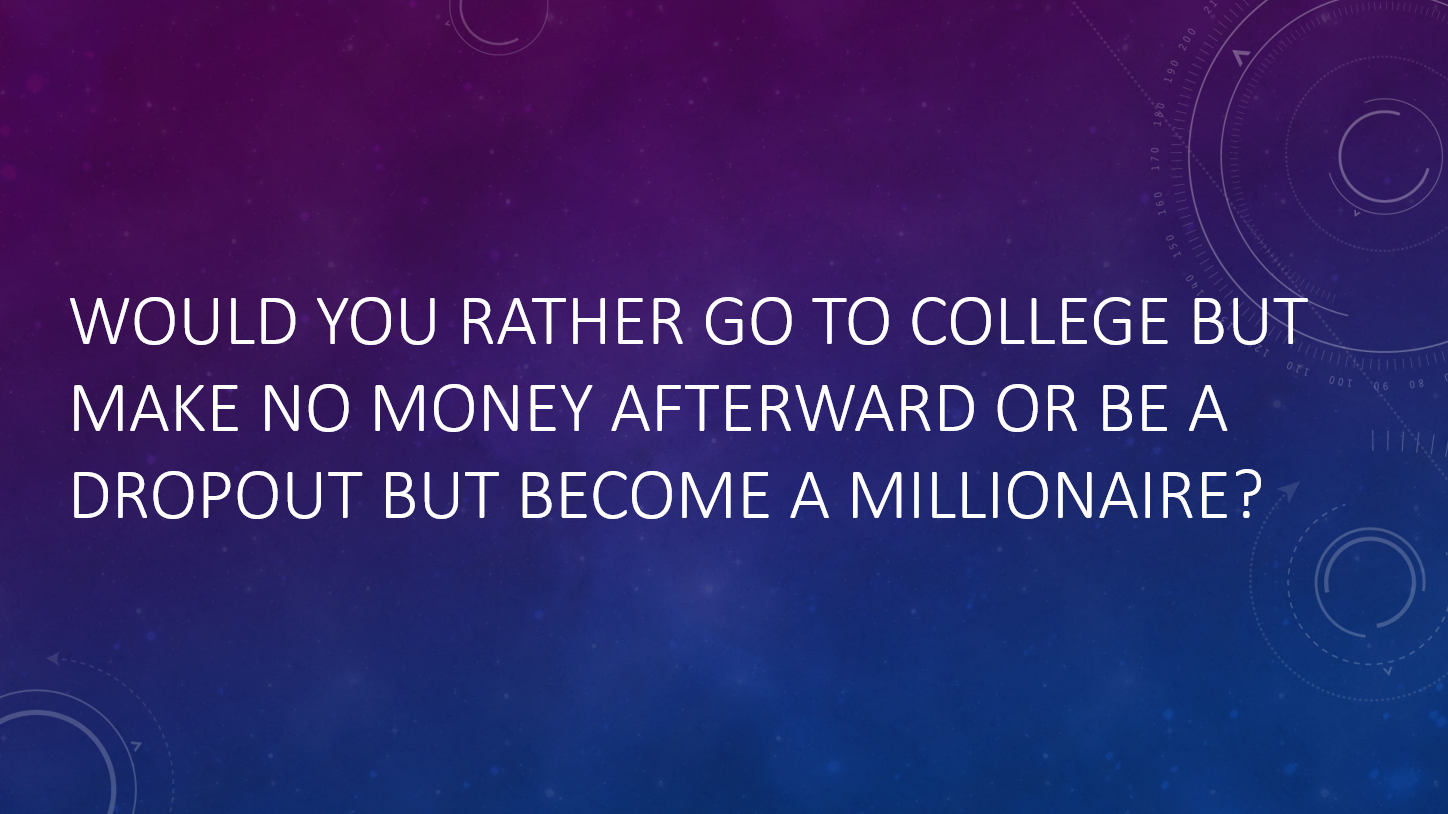 WOULD YOU RATHER GO TO COLLEGE BUT
MAKE NO MONEY AFTERWARD OR BE A
DROPOUT BUT BECOME A MILLIONAIRE?